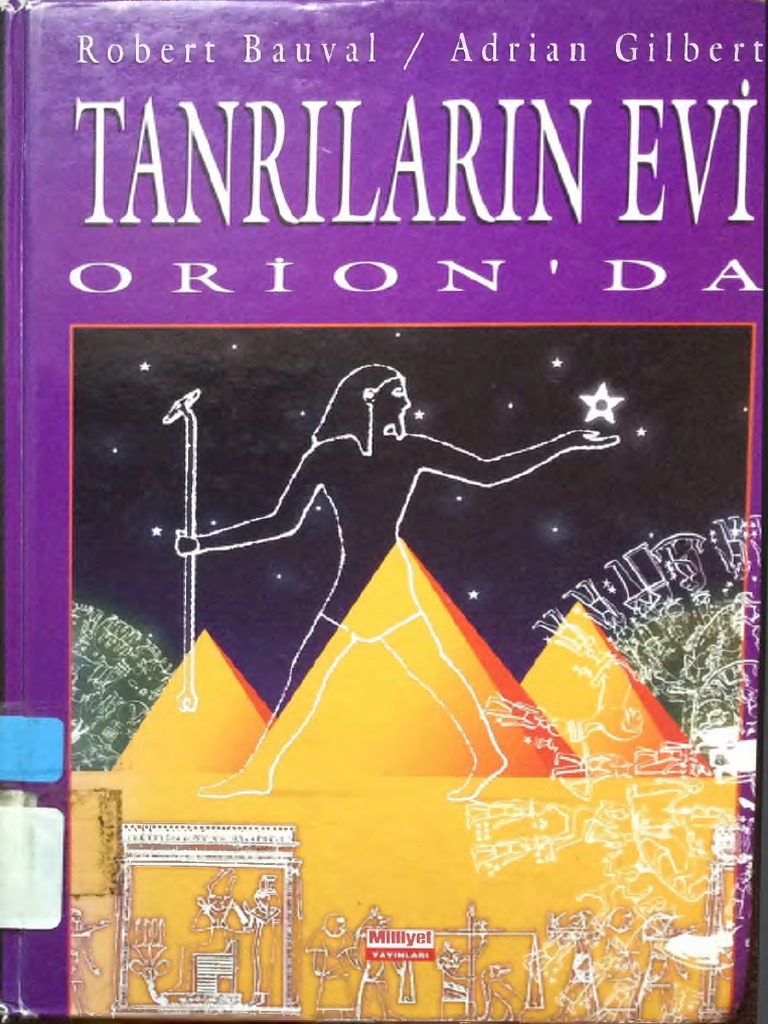 Robert Bauval / Adrian Gilbert
TANRILARIN EVİ
ORİON'DA
Milliyet
YAYINLARI